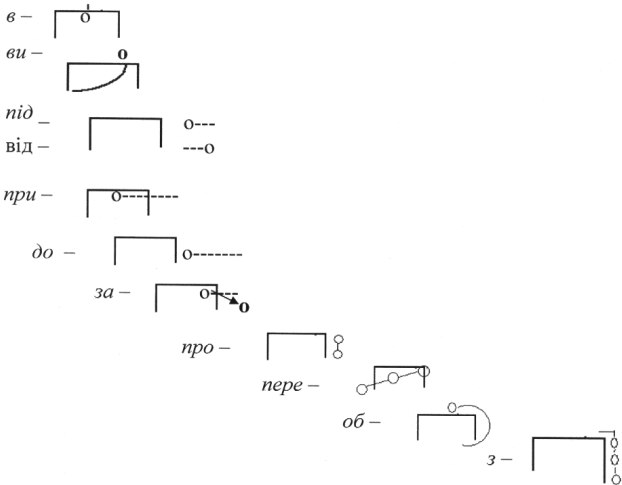 в –
ви –
під –
від –
при –
до –
за –
про –
пере –
об –
з –